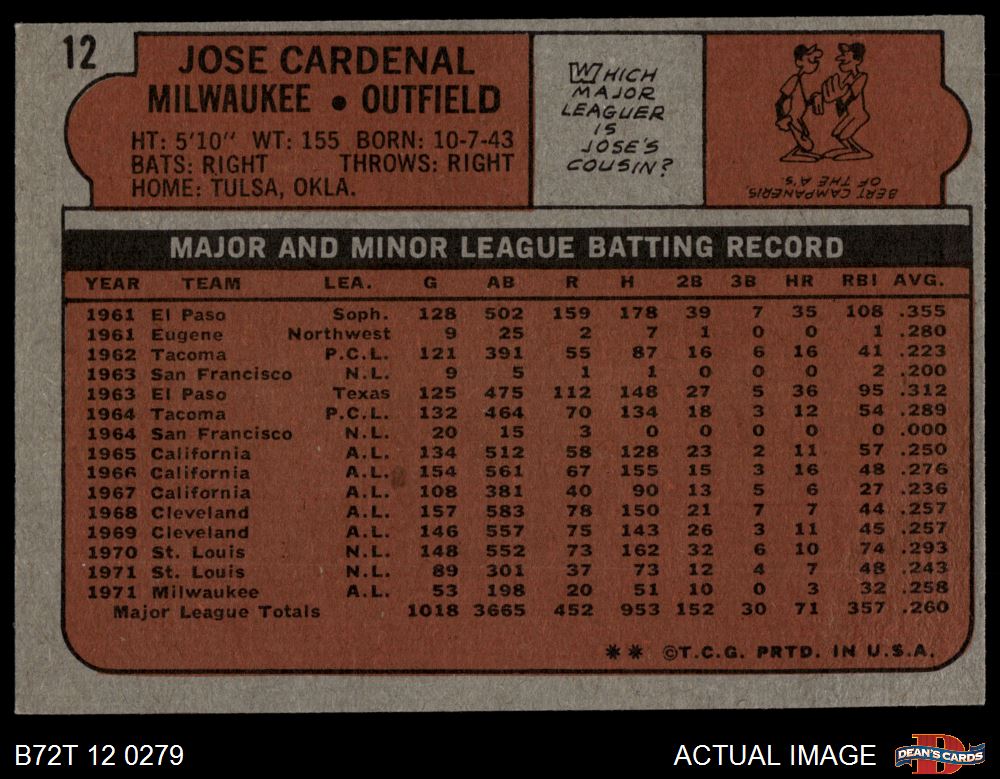 12
JOSE CARDENAL
MILWAUKEE • OUTFIELD
HT: 5'10" WT: 155 BORN: 10-7-43
BATS: RIGHT THROWS: RIGHT
HOME: TULSA, OKLA.
WHICH
MAJOR
LEAGUER
IS
JOSE'S
COUSIN?
BERT CAMPANERIS
OF THE A'S.
MAJOR AND MINOR LEAGUE BATTING RECORD
YEAR TEAM LEA. G AB R H 2B 3B HR RBI AVG.
1961 El Paso Soph. 128 502 159 178 39 7 35 108 .355
1961 Eugene Northwest 9 25 2 7 1 0 0 1 .280
1962 Tacoma P.C.L. 121 391 55 87 16 6 16 41 .223
1963 San Francisco N.L. 9 5 1 1 0 0 0 2 .200
1963 El Paso Texas 125 475 112 148 27 5 36 95 .312
1964 Tacoma P.C.L. 132 464 70 134 18 3 12 54 .289
1964 San Francisco N.L. 20 15 3 0 0 0 0 0 .000
1965 California A.L. 134 512 58 128 23 2 11 57 .250
1966 California A.L. 154 561 67 155 15 3 16 48 .276
1967 California A.L. 108 381 40 90 13 5 6 27 .236
1968 Cleveland A.L. 157 583 78 150 21 7 7 44 .257
1969 Cleveland A.L. 146 557 75 143 26 3 11 45 .257
1970 St. Louis N.L. 148 552 73 162 32 6 10 74 .293
1971 St. Louis N.L. 89 301 37 73 12 4 7 48 .243
1971 Milwaukee A.L. 53 198 20 51 10 0 3 32 .258
Major League Totals 1018 3665 452 953 152 30 71 357 .260
** ©T.C.G. PRTD. IN U.S.A.
B72T 12 0279
ACTUAL IMAGE
DEAN'S CARDS